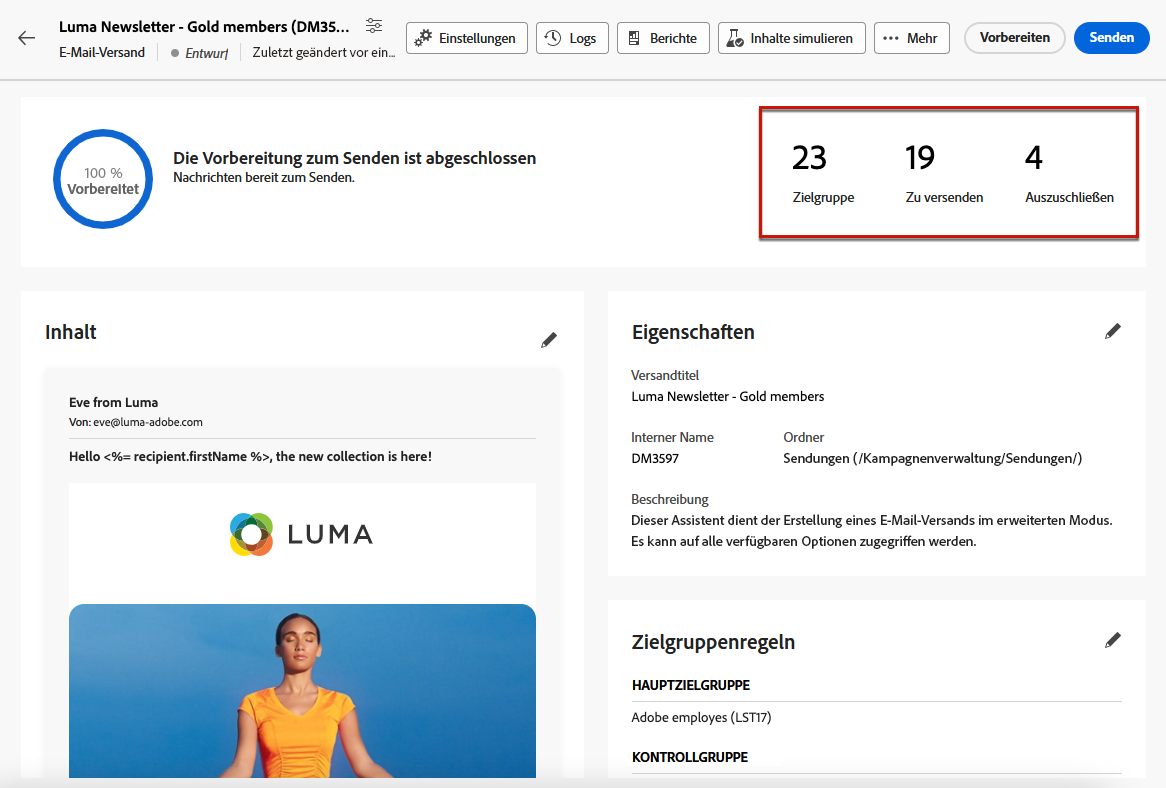 Luma Newsletter - Gold members (DM35...
E-Mail-Versand
Entwurf
Zuletzt geändert vor ein...
Einstellungen
Logs
Berichte
Inhalte simulieren
Mehr
Vorbereiten
Senden
100 %
Vorbereitet
Die Vorbereitung zum Senden ist abgeschlossen
Nachrichten bereit zum Senden.
23
Zielgruppe
19
Zu versenden
4
Auszuschließen
Inhalt
Eve from Luma
Von: eve@luma-adobe.com
Hello <%= recipient.firstName %>, the new collection is here!
LUMA
Eigenschaften
Versandtitel
Luma Newsletter - Gold members
Interner Name
DM3597
Ordner
Sendungen (/Kampagnenverwaltung/Sendungen/)
Beschreibung
Dieser Assistent dient der Erstellung eines E-Mail-Versands im erweiterten Modus.
Es kann auf alle verfügbaren Optionen zugegriffen werden.
Zielgruppenregeln
HAUPTZIELGRUPPE
Adobe employes (LST17)
KONTROLLGRUPPE